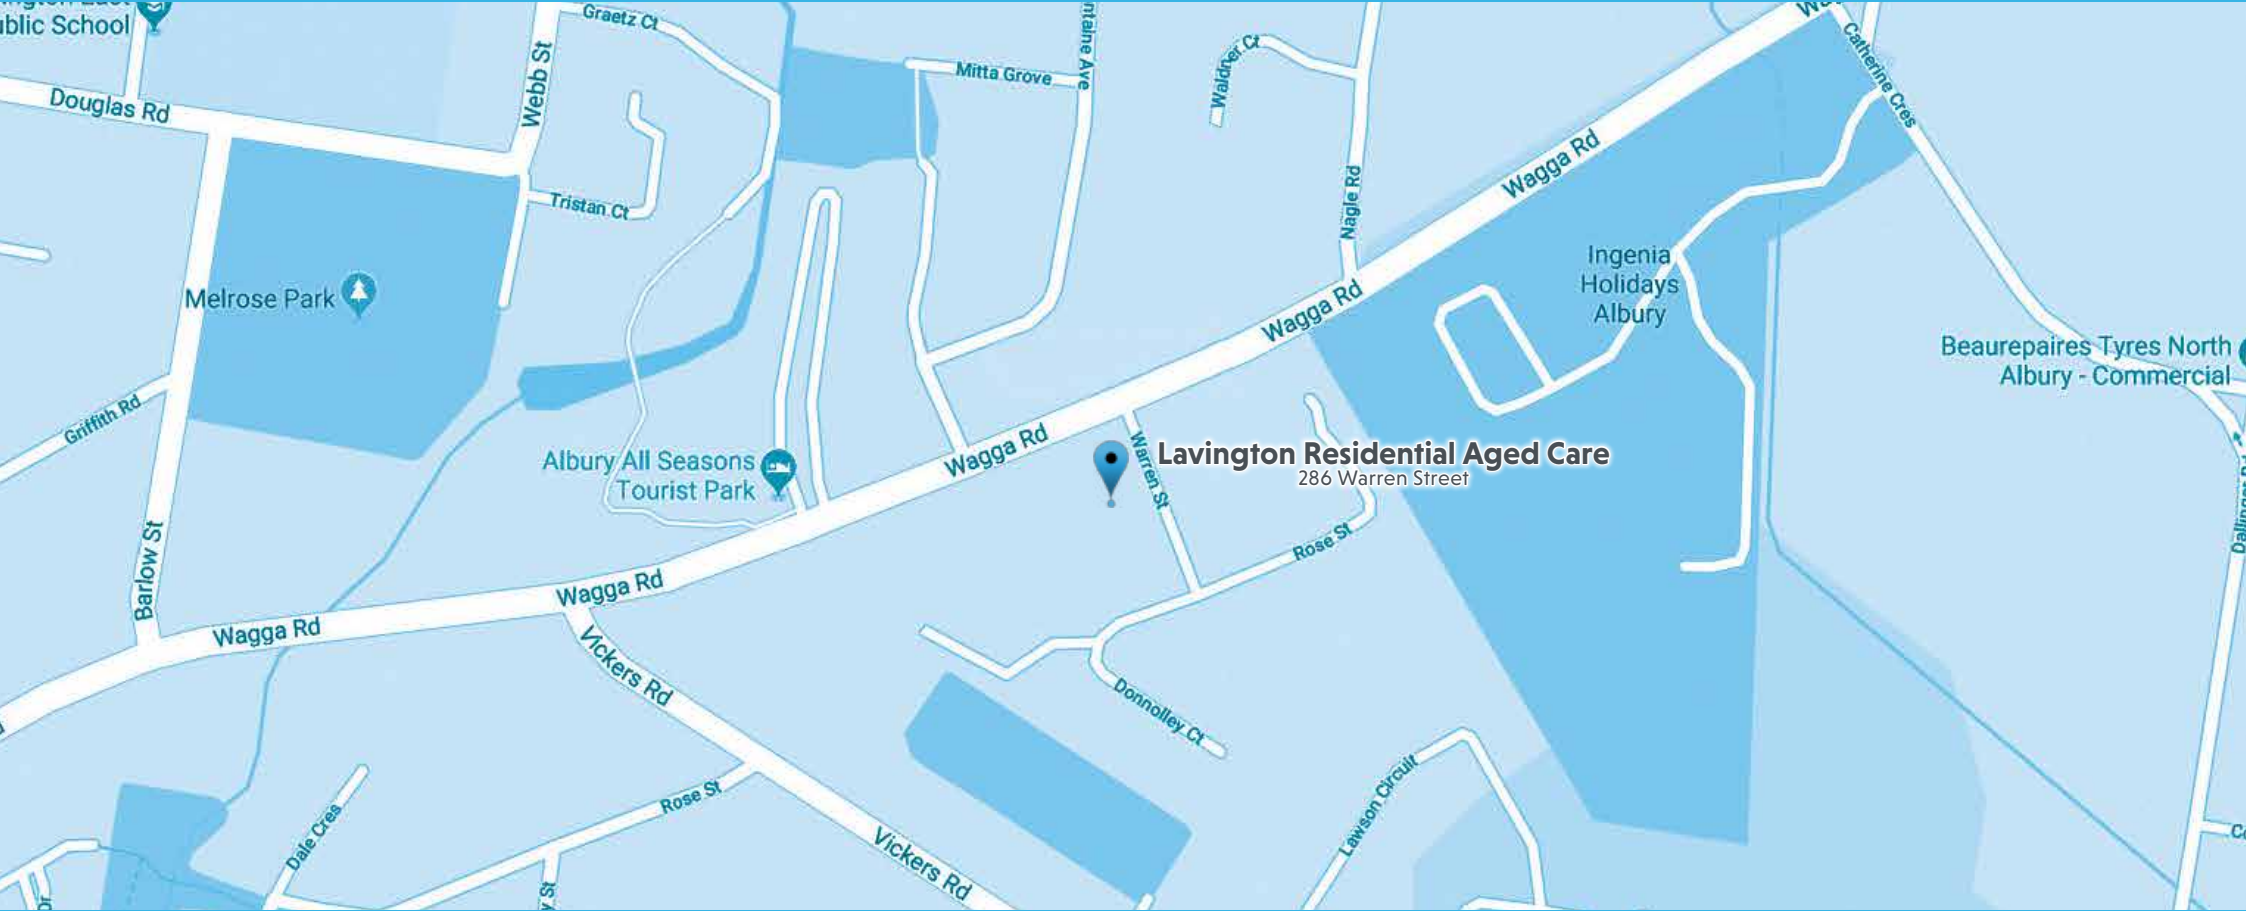 ublic School
Graetz Ct
Webb St
Douglas Rd
Mitta Grove
ntaine Ave
Waldner Ct
Catherine Cres
Wagga Rd
Tristan Ct
Nagle Rd
Melrose Park
Ingenia
Holidays
Albury
Wagga Rd
Beaurepaires Tyres North
Albury - Commercial
Griffith Rd
Albury All Seasons
Tourist Park
Wagga Rd
Warren St
Lavington Residential Aged Care
286 Warren Street
Rose St
Barlow St
Wagga Rd
Wagga Rd
Vickers Rd
Donnolley Ct
Rose St
Dale Cres
Lawson Circuit
Vickers Rd